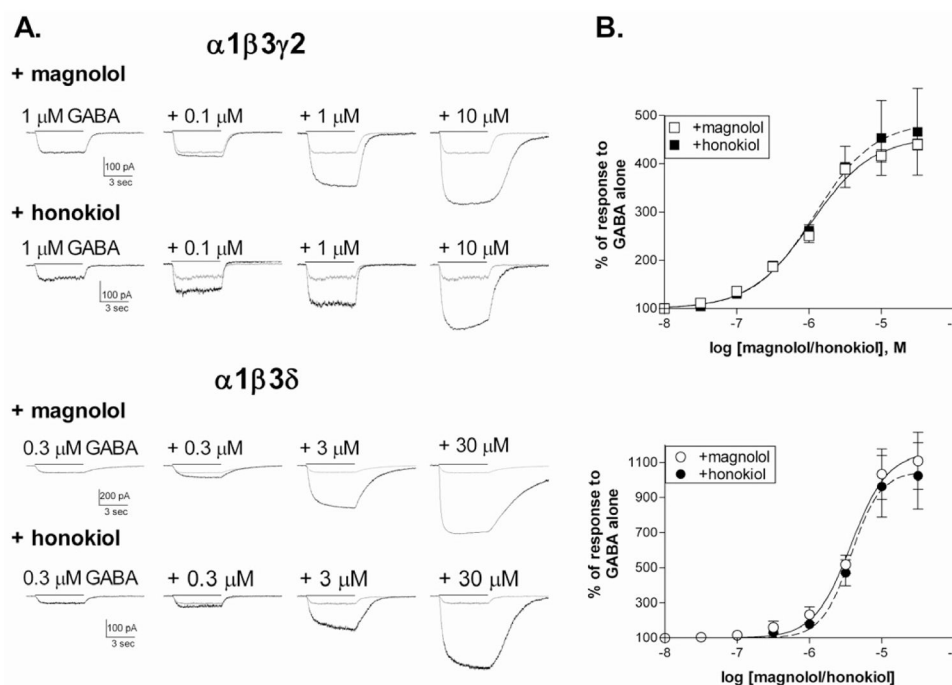 A.
α1β3γ2
+ magnolol
1 μM GABA + 0.1 μM + 1 μM + 10 μM
100 pA
3 sec
+ honokiol
1 μM GABA + 0.1 μM + 1 μM + 10 μM
100 pA
3 sec
α1β3δ
+ magnolol
0.3 μM GABA + 0.3 μM + 3 μM + 30 μM
200 pA
3 sec
+ honokiol
0.3 μM GABA + 0.3 μM + 3 μM + 30 μM
100 pA
3 sec
B.
% of response to
GABA alone
500
400
300
200
100
+magnolol
+honokiol
-8 -7 -6 -5 -
log [magnolol/honokiol], M
% of response to
GABA alone
1100
900
700
500
300
100
+magnolol
+honokiol
-8 -7 -6 -5 -
log [magnolol/honokiol]